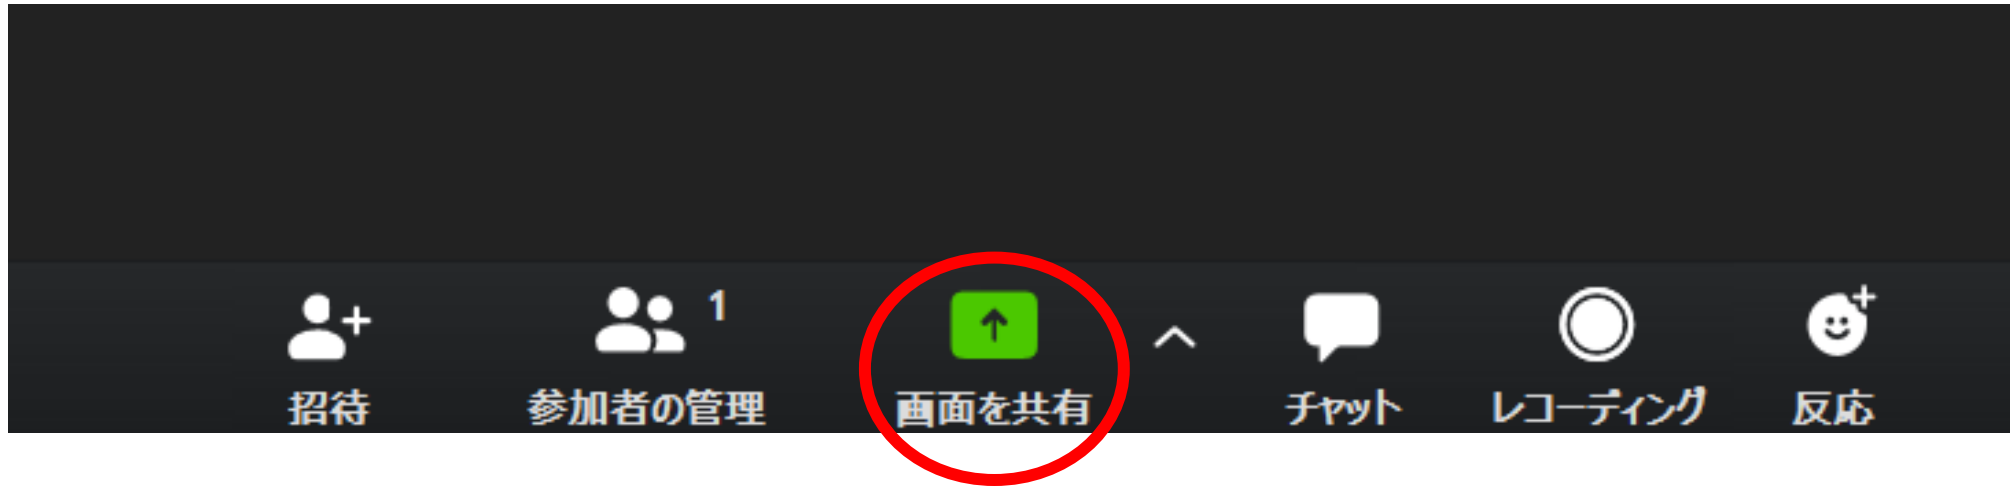 1
招待
参加者の管理
画面を共有
チャット
レコーディング
反応